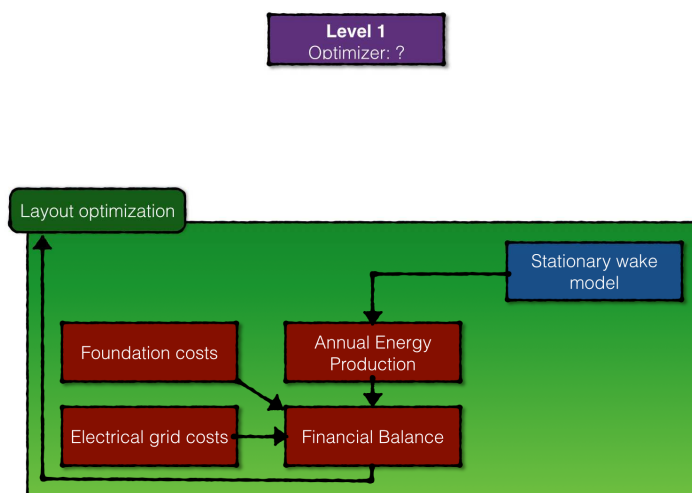 Level 1
Optimizer: ?
Layout optimization
Stationary wake
model
Foundation costs
Annual Energy
Production
Electrical grid costs
Financial Balance